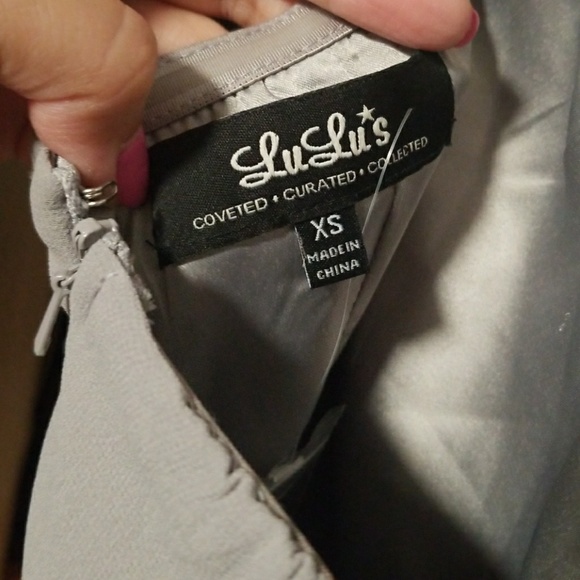 LuLu's
COVETED • CURATED • COLLECTED
XS
MADE IN
CHINA